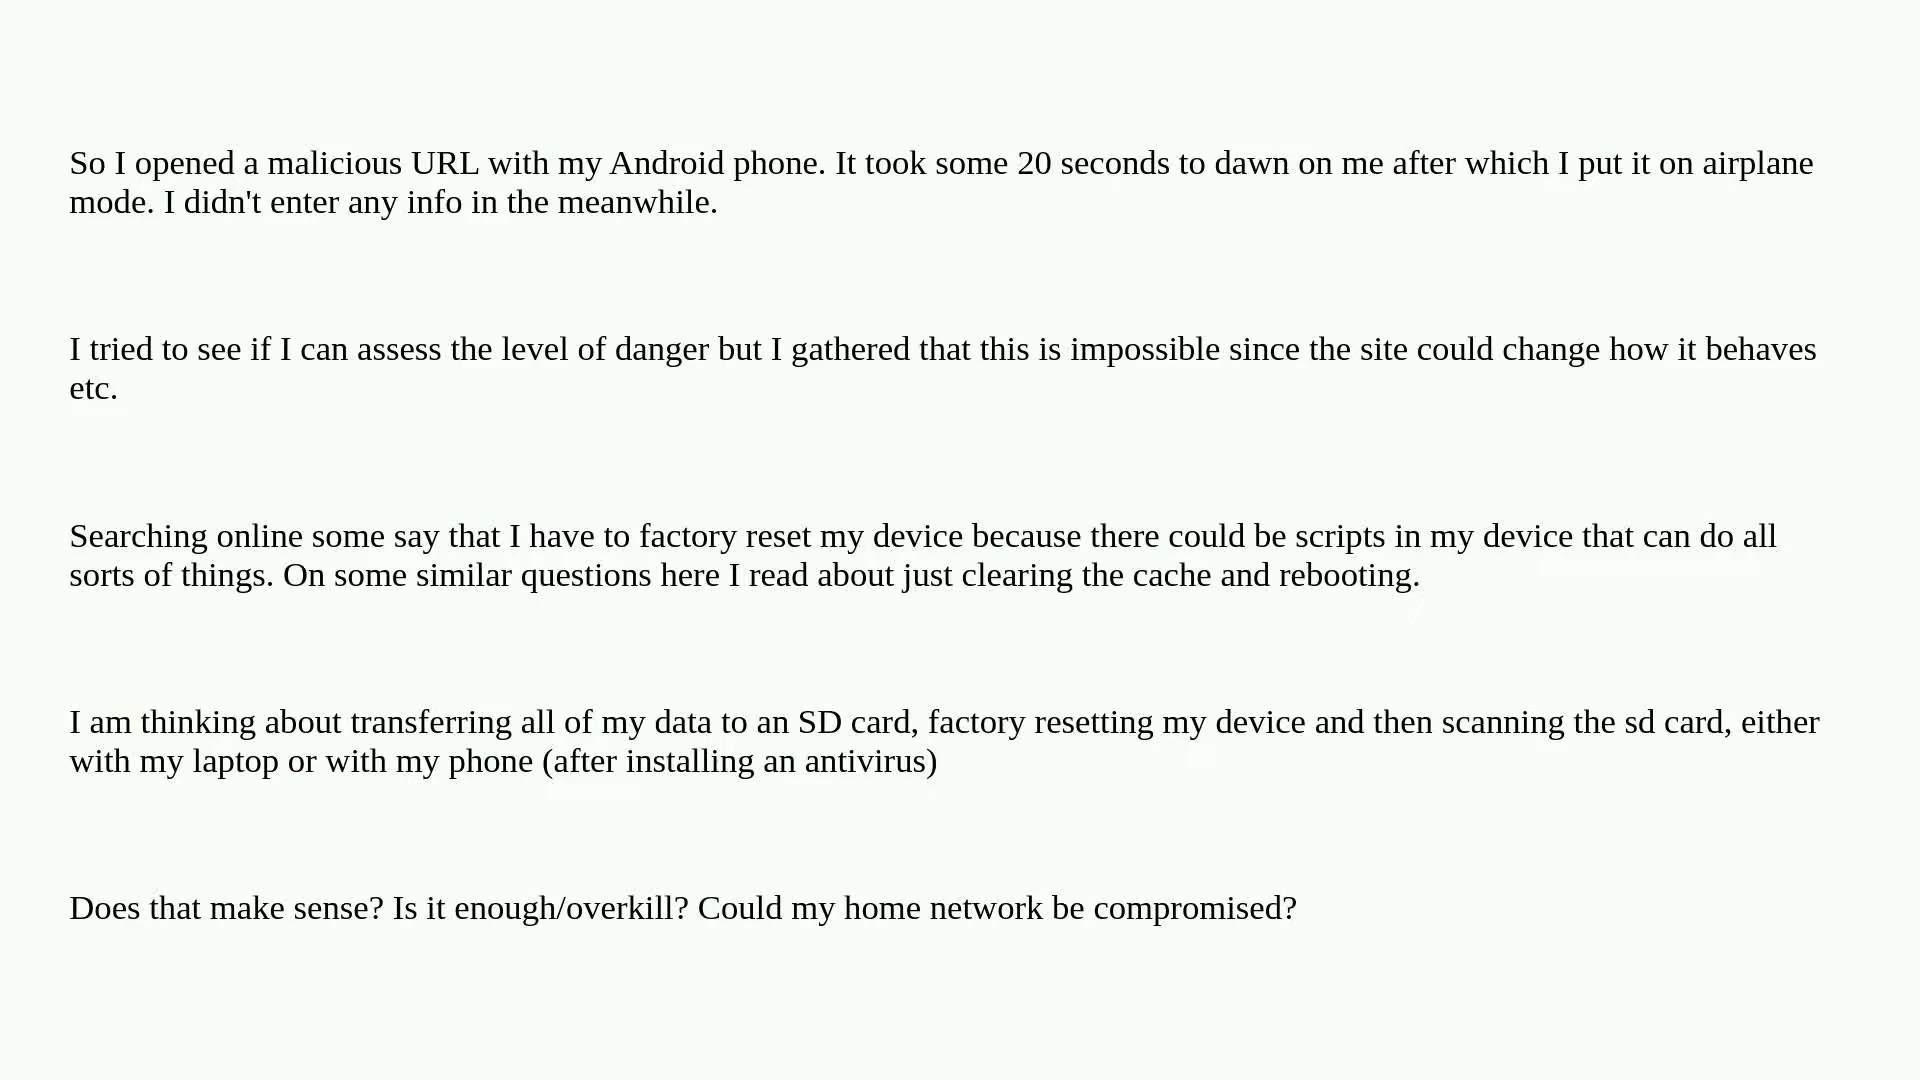 So I opened a malicious URL with my Android phone. It took some 20 seconds to dawn on me after which I put it on airplane
mode. I didn't enter any info in the meanwhile.
I tried to see if I can assess the level of danger but I gathered that this is impossible since the site could change how it behaves
etc.
Searching online some say that I have to factory reset my device because there could be scripts in my device that can do all
sorts of things. On some similar questions here I read about just clearing the cache and rebooting.
I am thinking about transferring all of my data to an SD card, factory resetting my device and then scanning the sd card, either
with my laptop or with my phone (after installing an antivirus)
Does that make sense? Is it enough/overkill? Could my home network be compromised?